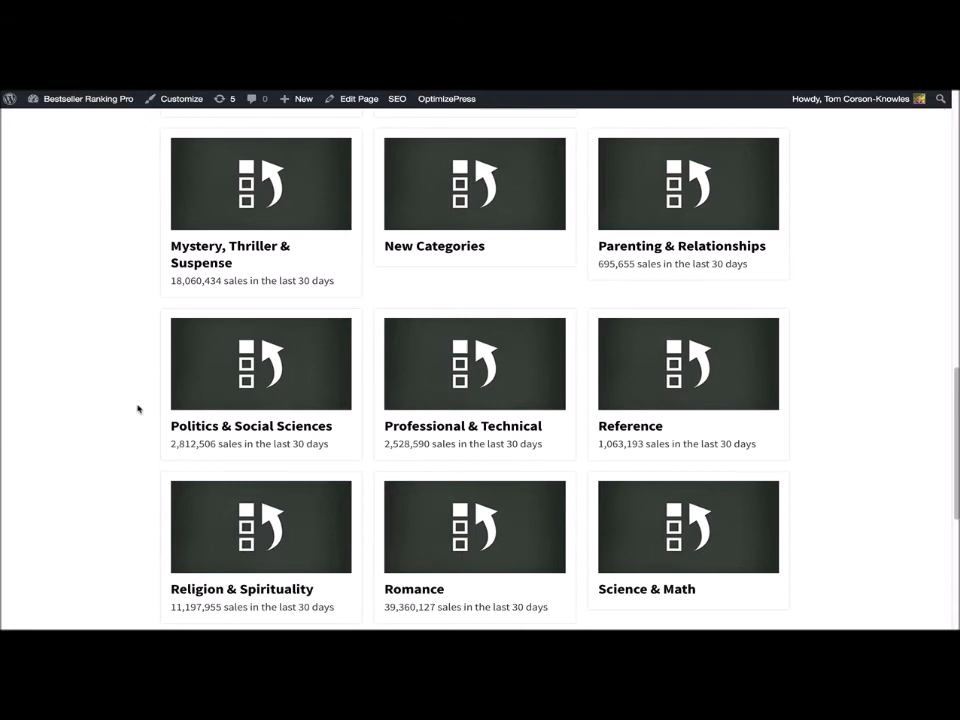 Bestseller Ranking Pro Customize 5 0 New Edit Page SEO OptimizePress Howdy, Tom Corson-Knowles
Mystery, Thriller &
Suspense
18,060,434 sales in the last 30 days
New Categories
Parenting & Relationships
695,655 sales in the last 30 days
Politics & Social Sciences
2,812,506 sales in the last 30 days
Professional & Technical
2,528,590 sales in the last 30 days
Reference
1,063,193 sales in the last 30 days
Religion & Spirituality
11,197,955 sales in the last 30 days
Romance
39,360,127 sales in the last 30 days
Science & Math